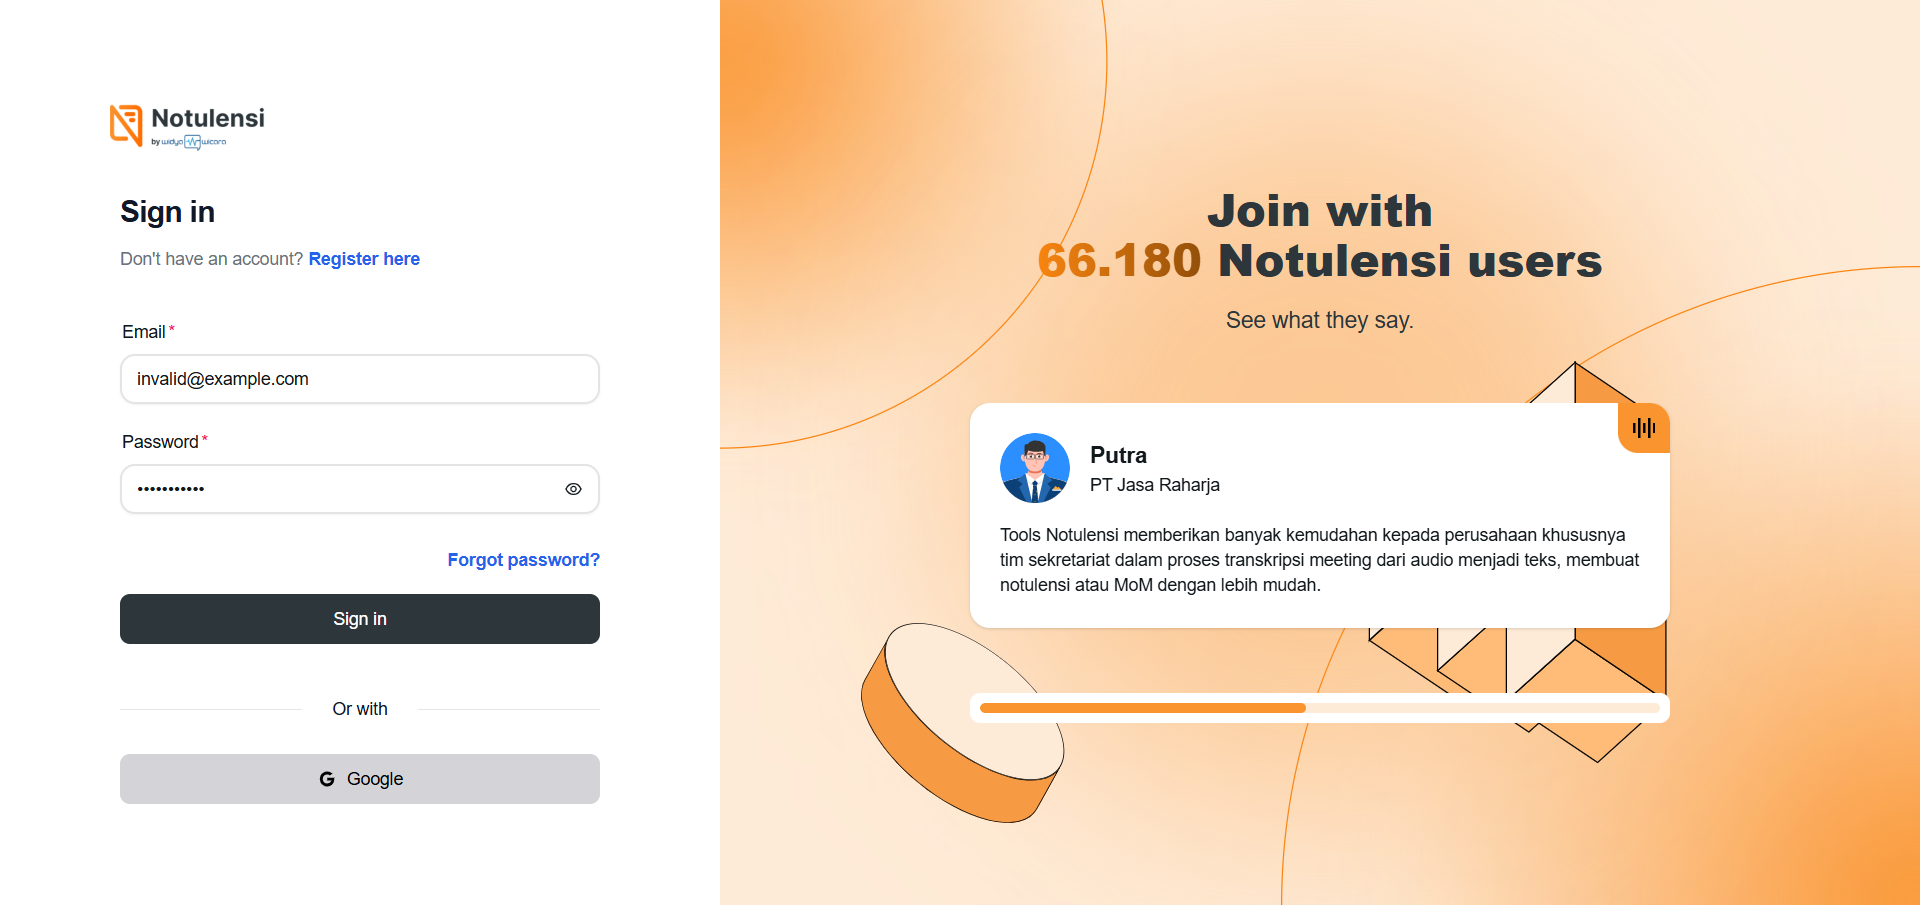 Notulensi
by widya wicara
Sign in
Don't have an account? Register here
Email *
invalid@example.com
Password *
•••••••••••
Forgot password?
Sign in
Or with
Google
Join with
66.180 Notulensi users
See what they say.
Putra
PT Jasa Raharja
Tools Notulensi memberikan banyak kemudahan kepada perusahaan khususnya
tim sekretariat dalam proses transkripsi meeting dari audio menjadi teks, membuat
notulensi atau MoM dengan lebih mudah.